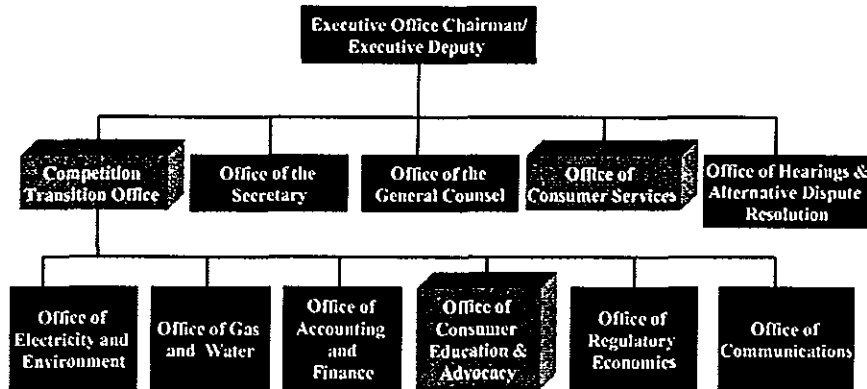 Executive Office Chairman/
Executive Deputy
Competition
Transition Office
Office of the
Secretary
Office of the
General Counsel
Office of
Consumer Services
Office of Hearings &
Alternative Dispute
Resolution
Office of
Electricity and
Environment
Office of Gas
and Water
Office of
Accounting
and
Finance
Office of
Consumer
Education &
Advocacy
Office of
Regulatory
Economics
Office of
Communications